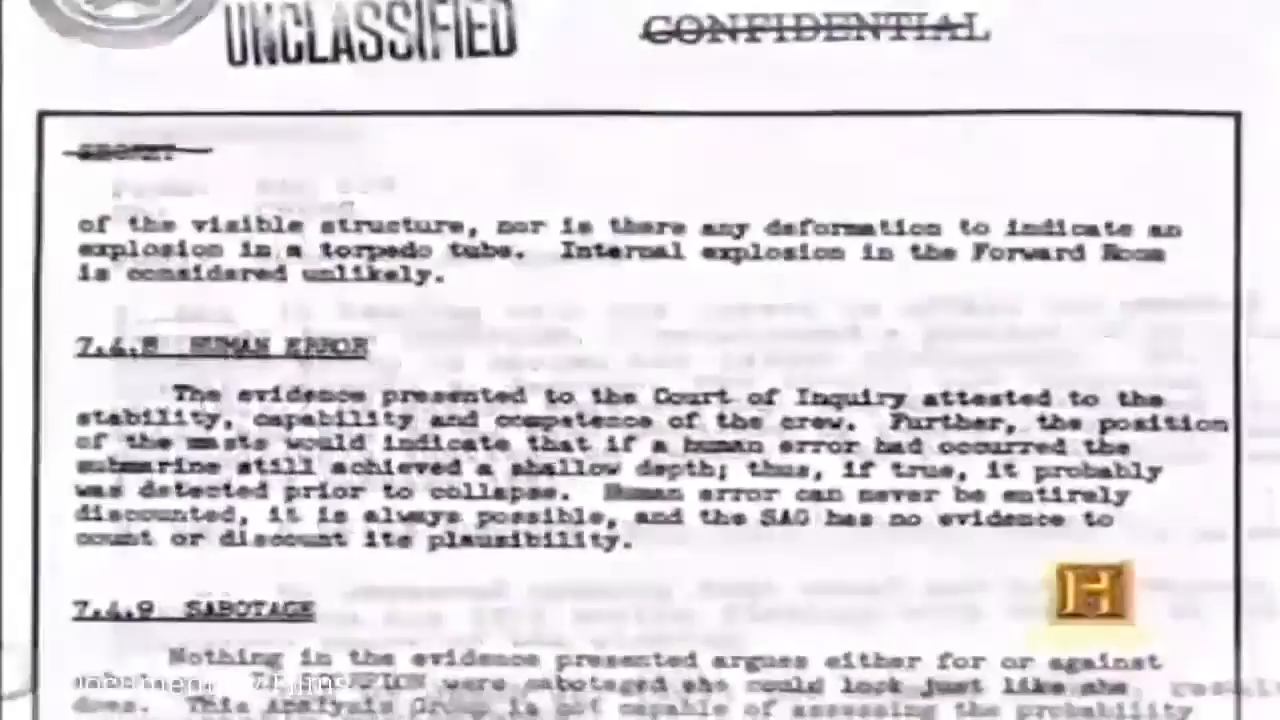 UNCLASSIFIED
CONFIDENTIAL
SECRET
of the visible structure, nor is there any deformation to indicate an
explosion in a torpedo tube. Internal explosion in the Forward Room
is considered unlikely.
7.4.8 HUMAN ERROR
The evidence presented to the Court of Inquiry attested to the
stability, capability and competence of the crew. Further, the position
of the masts would indicate that if a human error had occurred the
submarine still achieved a shallow depth; thus, if true, it probably
was detected prior to collapse. Human error can never be entirely
discounted, it is always possible, and the SAG has no evidence to
count or discount its plausibility.
H
7.4.9 SABOTAGE
Nothing in the evidence presented argues either for or against
were sabotaged she could look just like she
DocumentaryFilms
does. This Analysis Group is not capable of assessing the probability